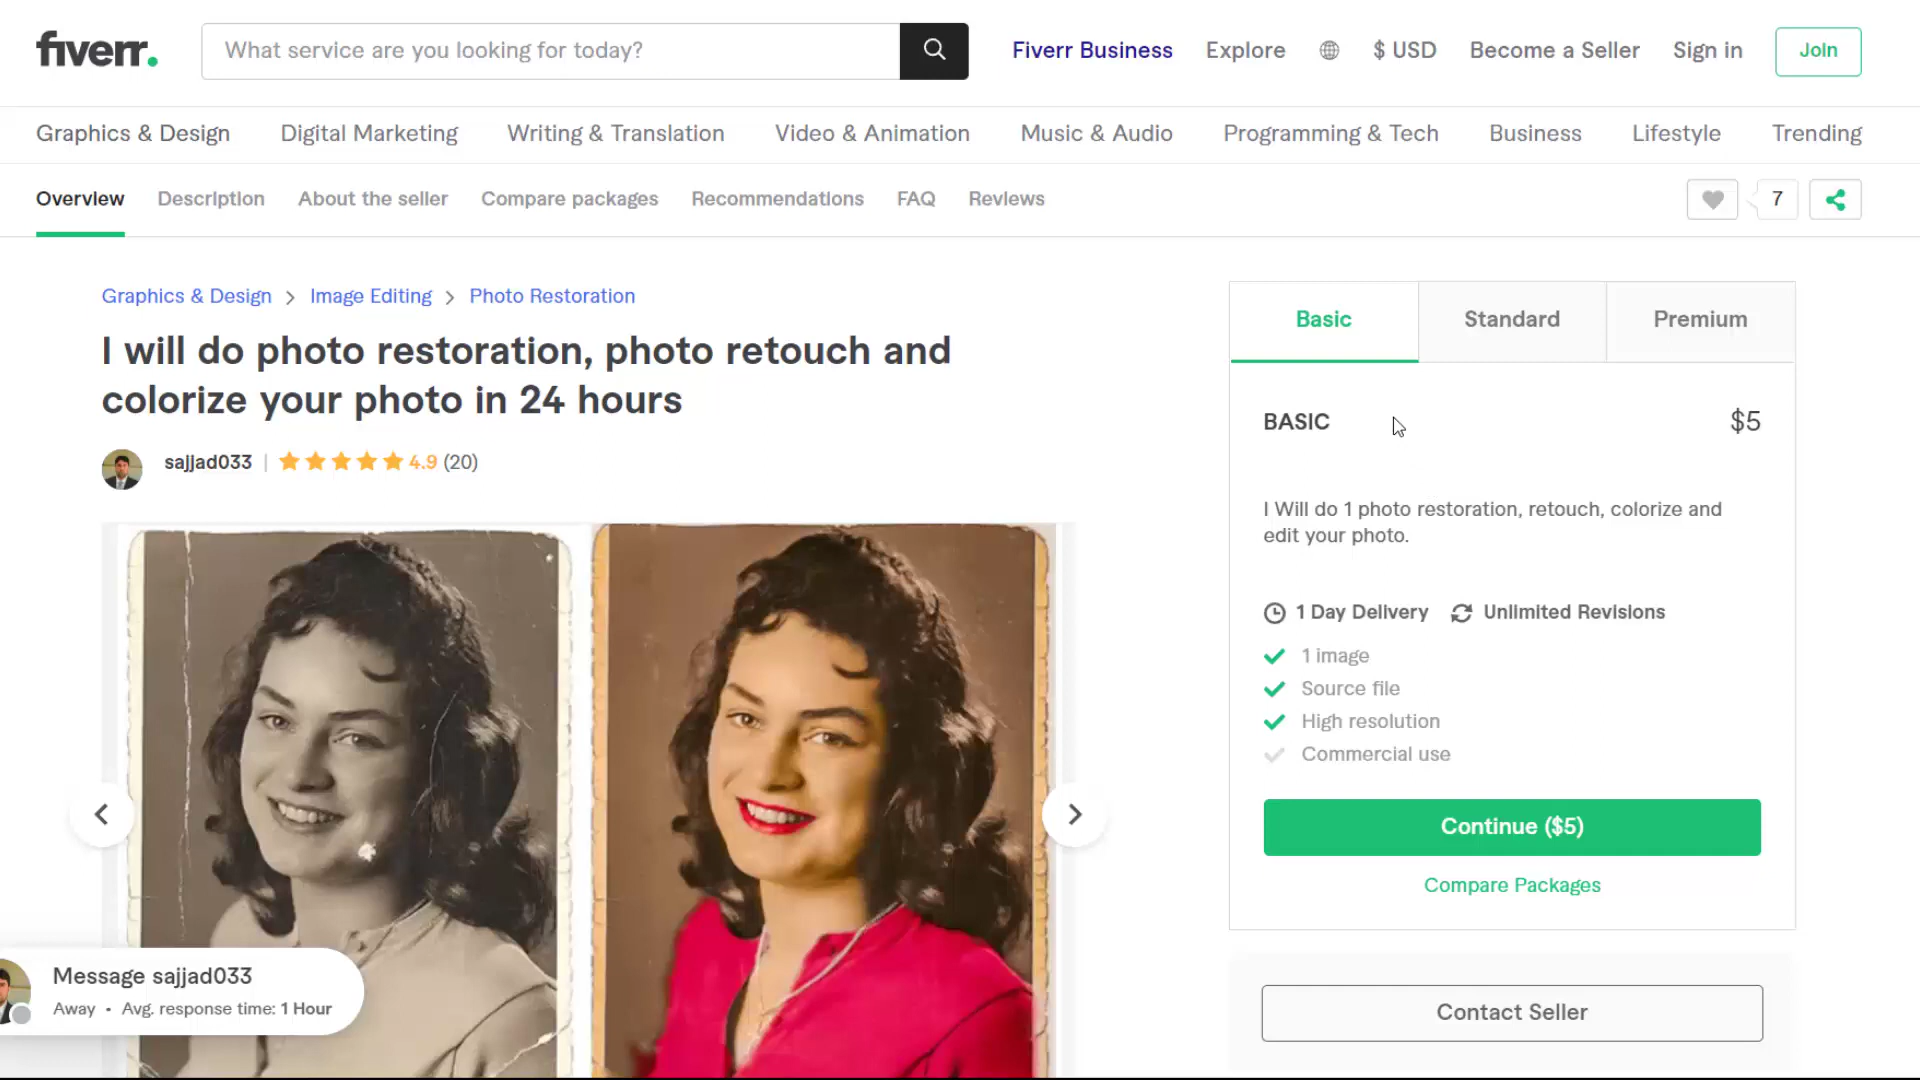 fiverr.
What service are you looking for today?
Fiverr Business
Explore
$ USD
Become a Seller
Sign in
Join
Graphics & Design
Digital Marketing
Writing & Translation
Video & Animation
Music & Audio
Programming & Tech
Business
Lifestyle
Trending
Overview
Description
About the seller
Compare packages
Recommendations
FAQ
Reviews
7
Graphics & Design > Image Editing > Photo Restoration
I will do photo restoration, photo retouch and
colorize your photo in 24 hours
sajjad033 | 4.9 (20)
Message sajjad033
Away • Avg. response time: 1 Hour
Basic
Standard
Premium
BASIC
$5
I Will do 1 photo restoration, retouch, colorize and
edit your photo.
1 Day Delivery
Unlimited Revisions
1 image
Source file
High resolution
Commercial use
Continue ($5)
Compare Packages
Contact Seller